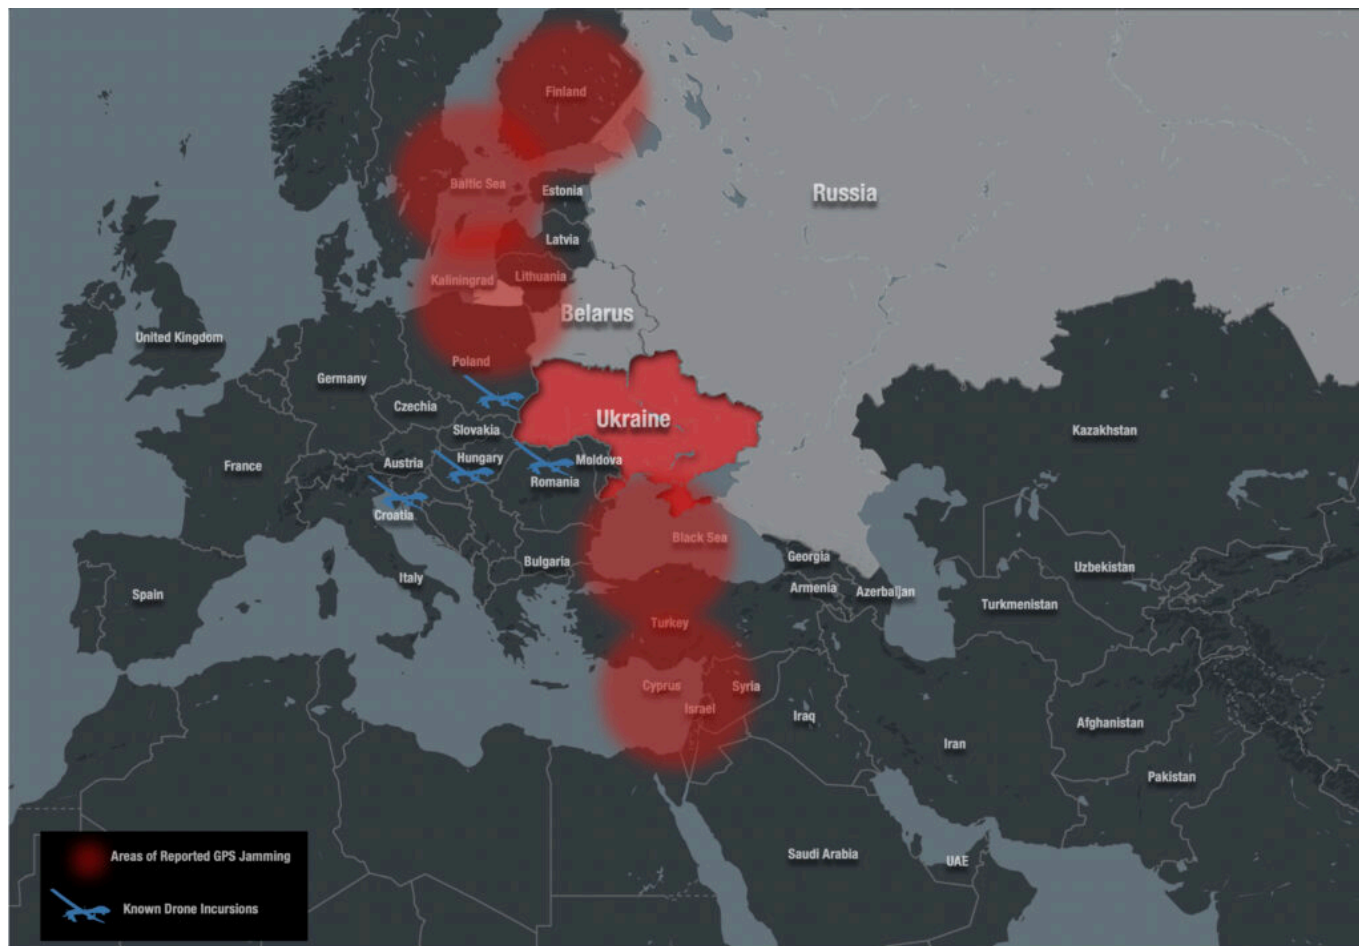 Finland
Russia
Baltic Sea
Estonia
Latvia
Kaliningrad
Lithuania
Belarus
United Kingdom
Poland
Germany
Czechia
Ukraine
Slovakia
Kazakhstan
France
Austria
Hungary
Moldova
Romania
Croatia
Black Sea
Bulgaria
Georgia
Uzbekistan
Italy
Armenia
Azerbaijan
Spain
Turkmenistan
Turkey
Cyprus
Syria
Israel
Iraq
Afghanistan
Iran
Pakistan
Saudi Arabia
UAE
Areas of Reported GPS Jamming
Known Drone Incursions